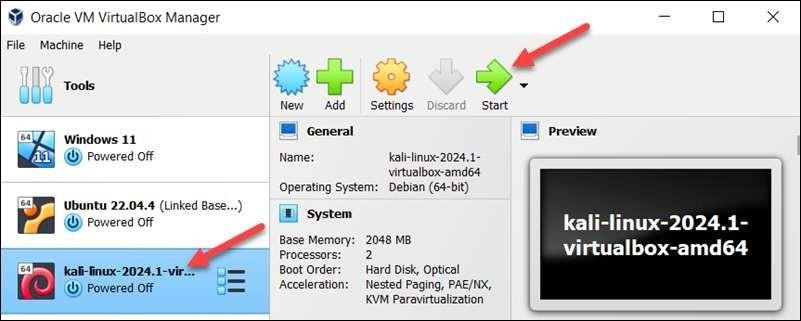 Oracle VM VirtualBox Manager
File Machine Help
Tools
New Add Settings Discard Start
64
11
Windows 11
Powered Off
64
Ubuntu 22.04.4 (Linked Base...)
Powered Off
64
kali-linux-2024.1-vir...
Powered Off
General
Name: kali-linux-2024.1-
virtualbox-amd64
Operating System: Debian (64-bit)
System
Base Memory: 2048 MB
Processors: 2
Boot Order: Hard Disk, Optical
Acceleration: Nested Paging, PAE/NX,
KVM Paravirtualization
Preview
kali-linux-2024.1-
virtualbox-amd64